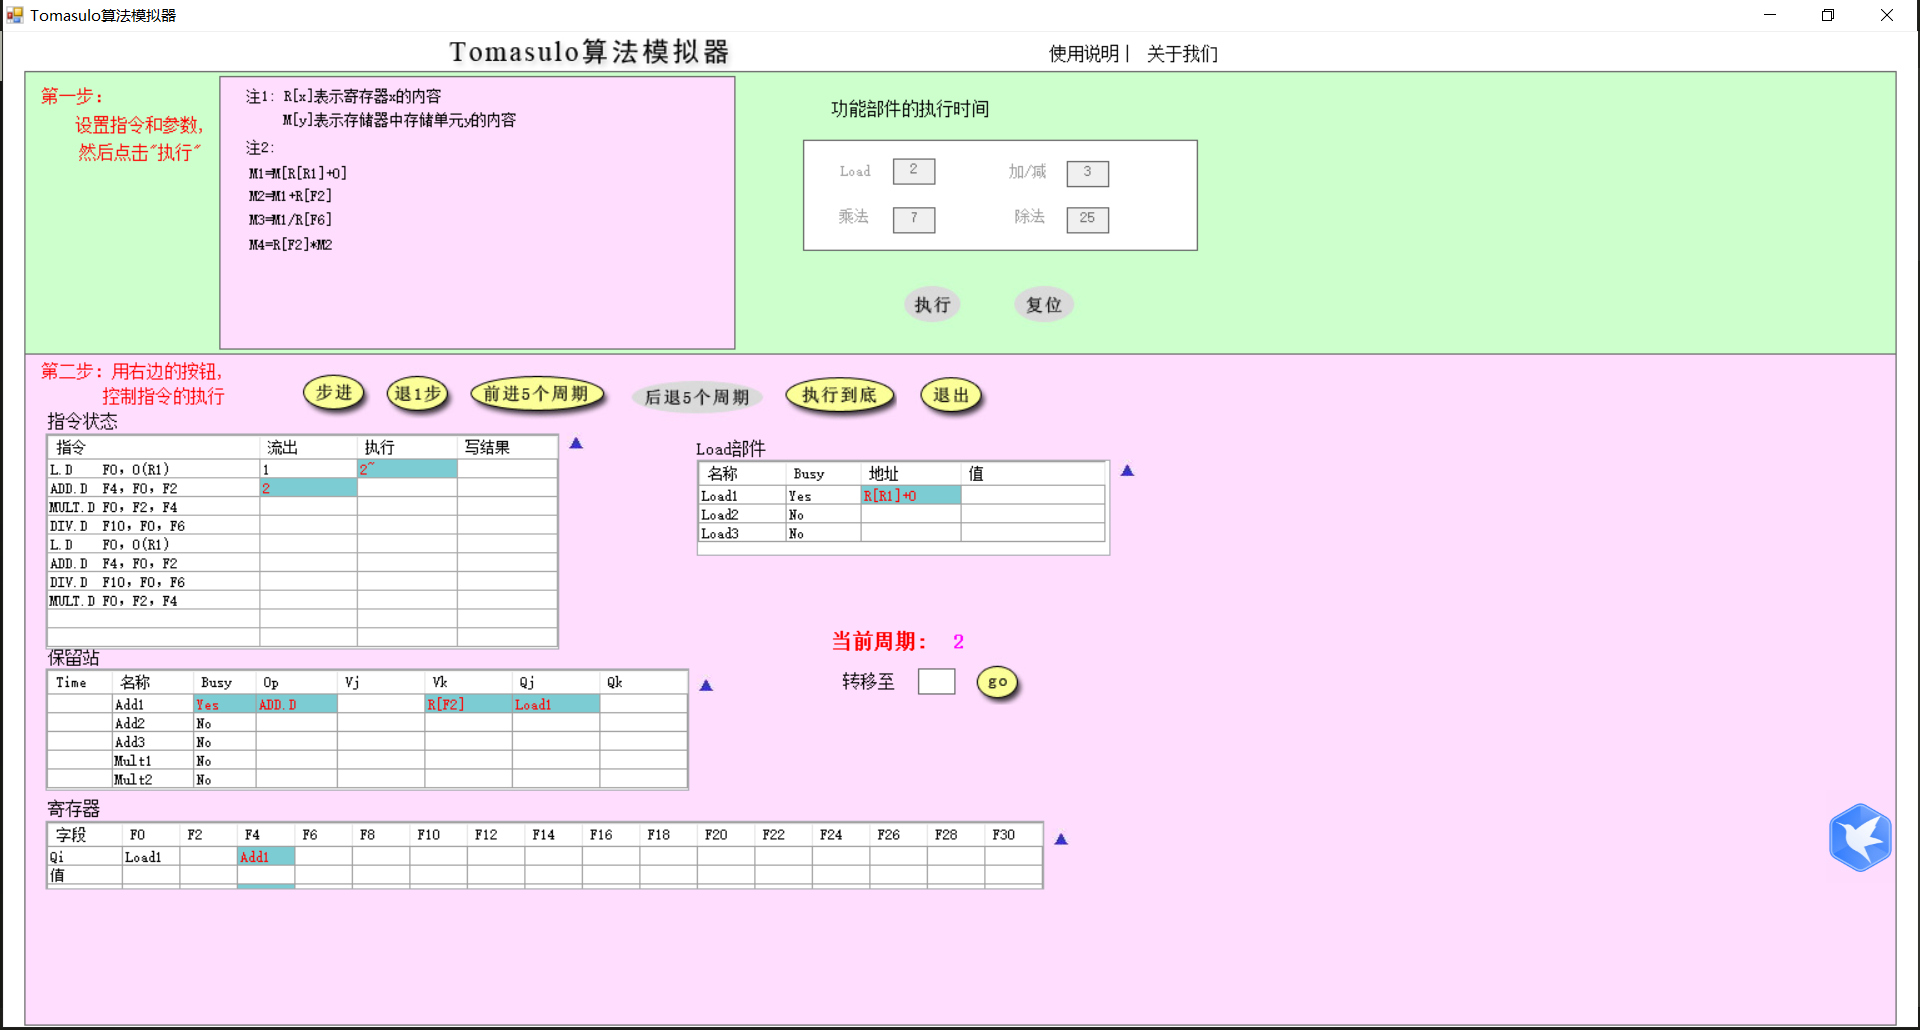 Tomasulo算法模拟器
Tomasulo算法模拟器
使用说明 | 关于我们
第一步：
设置指令和参数,
然后点击"执行"
注1: R[x]表示寄存器x的内容
M[y]表示存储器中存储单元y的内容
注2:
M1=M[R[R1]+0]
M2=M1+R[F2]
M3=M1/R[F6]
M4=R[F2]*M2
功能部件的执行时间
Load 2 加/减 3
乘法 7 除法 25
执行 复位
第二步：用右边的按钮,
控制指令的执行
步进 退1步 前进5个周期 后退5个周期 执行到底 退出
指令状态
指令 流出 执行 写结果
L.D F0, 0(R1) 1 2~
ADD.D F4, F0, F2 2
MULT.D F0, F2, F4
DIV.D F10, F0, F6
L.D F0, 0(R1)
ADD.D F4, F0, F2
DIV.D F10, F0, F6
MULT.D F0, F2, F4
Load部件
名称 Busy 地址 值
Load1 Yes R[R1]+0
Load2 No
Load3 No
当前周期: 2
转移至 go
保留站
Time 名称 Busy Op Vj Vk Qj Qk
Add1 Yes ADD.D R[F2] Load1
Add2 No
Add3 No
Mult1 No
Mult2 No
寄存器
字段 F0 F2 F4 F6 F8 F10 F12 F14 F16 F18 F20 F22 F24 F26 F28 F30
Qi Load1 Add1
值